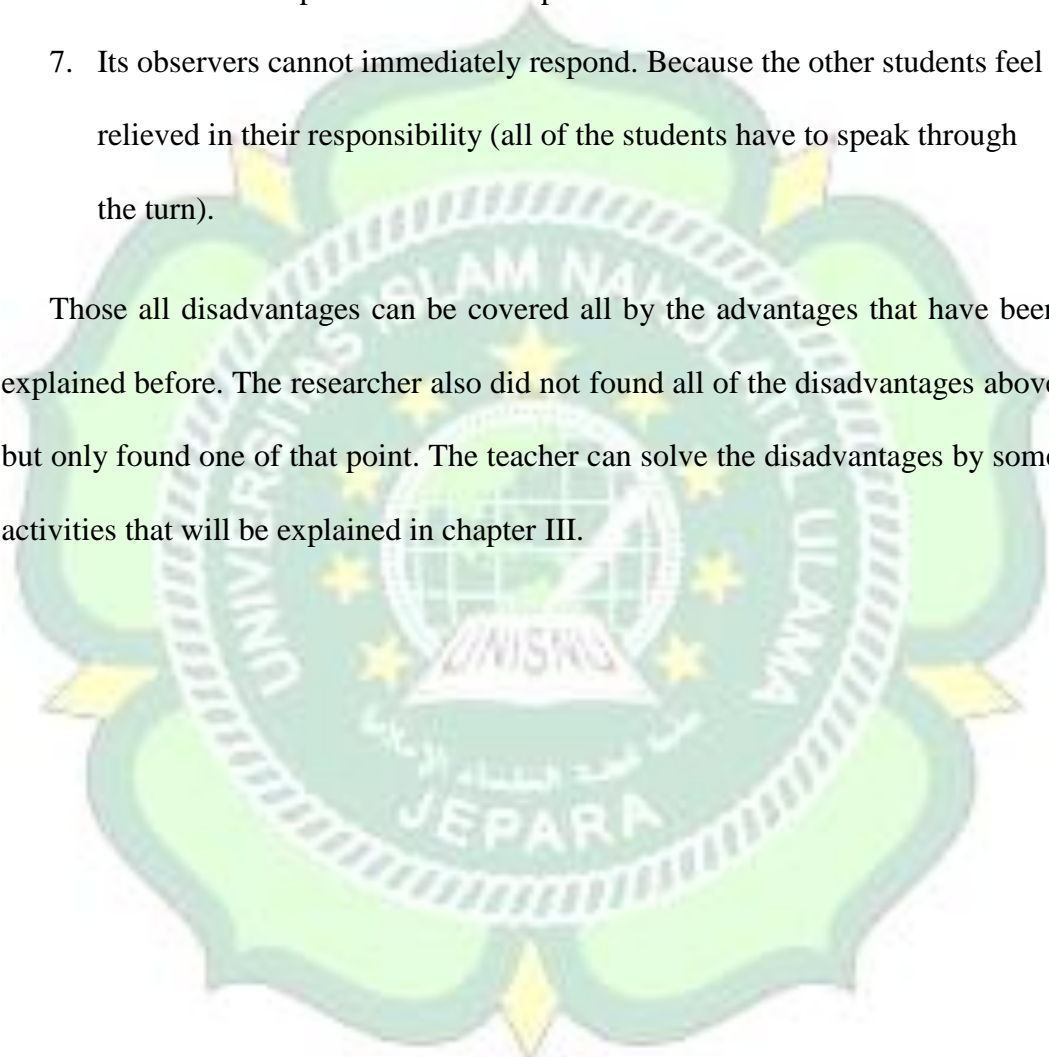 7. Its observers cannot immediately respond. Because the other students feel
relieved in their responsibility (all of the students have to speak through
the turn).
Those all disadvantages can be covered all by the advantages that have been
explained before. The researcher also did not found all of the disadvantages above
but only found one of that point. The teacher can solve the disadvantages by some
activities that will be explained in chapter III.
UNIVERSITAS ISLAM NAHDLATUL ULAMA
UNISNU
JEPARA